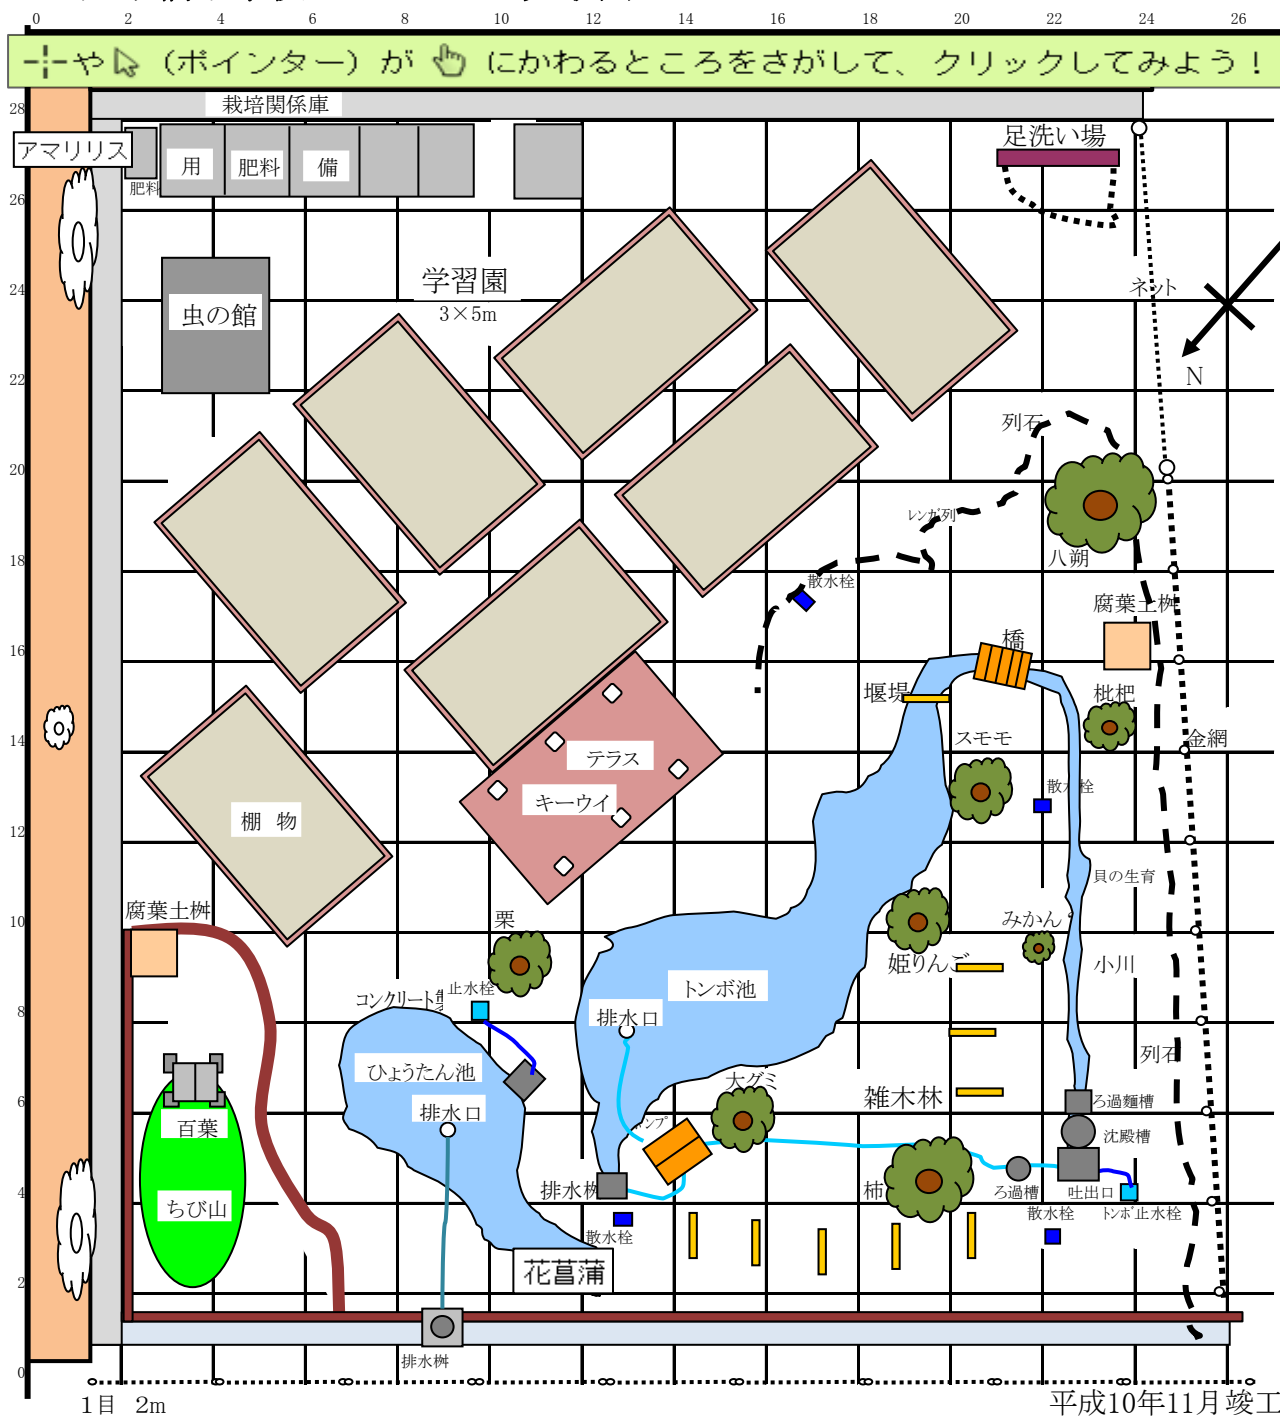 0 2 4 6 8 10 12 14 16 18 20 22 24 26
や (ポインター) が にかわるところをさがして、クリックしてみよう!
28
栽培関係庫
アマリリス
用
肥料
備
肥料
足洗い場
26
学習園
3×5m
24
虫の館
ネット
N
22
列石
20
レンガ列
八朔
18
散水栓
腐葉土桝
16
橋
堰堤
枇杷
スモモ
金網
14
テラス
キーウイ
散水栓
棚 物
12
貝の生育
腐葉土桝
栗
みかん
10
姫りんご
小川
コンクリート製
止水栓
トンボ池
排水口
8
ひょうたん池
列石
排水口
大グミ
雑木林
ろ過麺槽
6
百葉
沈殿槽
排水桝
柿
ろ過槽
吐出口
4
ちび山
散水栓
散水栓
トンボ止水栓
花菖蒲
2
排水桝
0
1目 2m
平成10年11月竣工